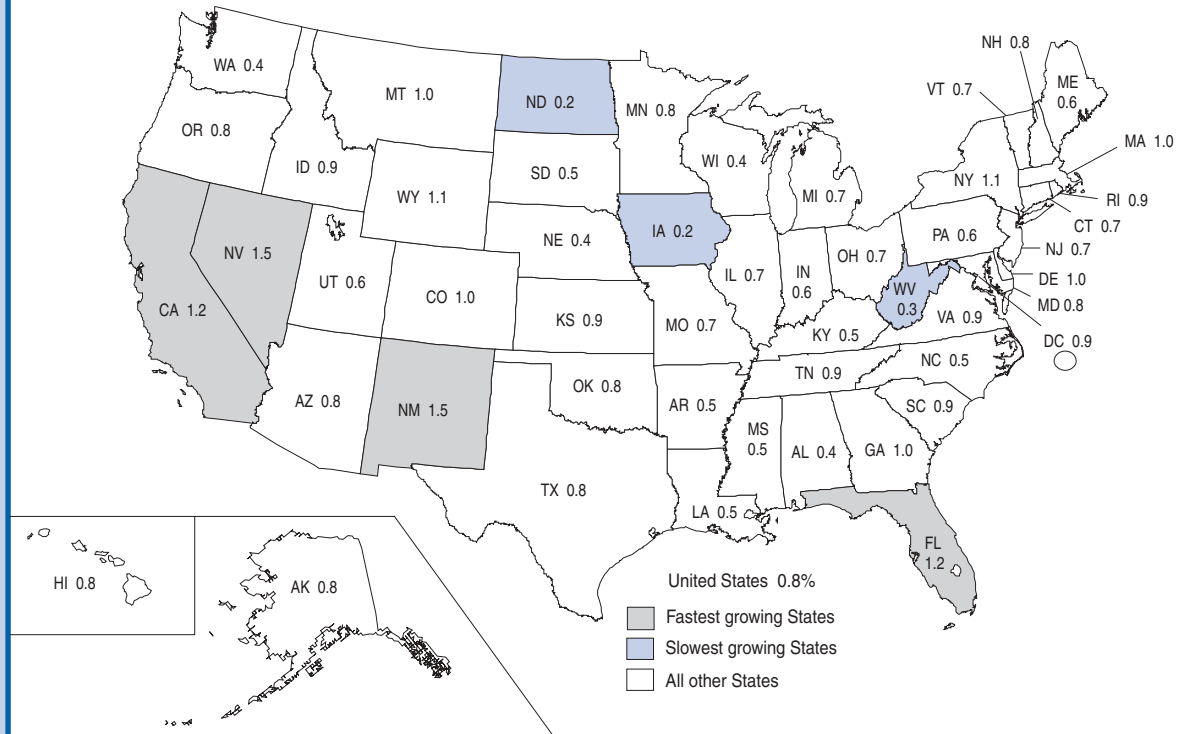 WA 0.4
OR 0.8
CA 1.2
NV 1.5
ID 0.9
MT 1.0
WY 1.1
UT 0.6
CO 1.0
AZ 0.8
NM 1.5
ND 0.2
SD 0.5
NE 0.4
KS 0.9
OK 0.8
TX 0.8
MN 0.8
IA 0.2
MO 0.7
AR 0.5
LA 0.5
WI 0.4
IL 0.7
MI 0.7
IN
0.6
OH 0.7
KY 0.5
TN 0.9
MS
0.5
AL 0.4
GA 1.0
FL
1.2
SC 0.9
NC 0.5
VA 0.9
WV
0.3
PA 0.6
NY 1.1
VT 0.7
NH 0.8
ME
0.6
MA 1.0
RI 0.9
CT 0.7
NJ 0.7
DE 1.0
MD 0.8
DC 0.9
HI 0.8
AK 0.8
United States 0.8%
Fastest growing States
Slowest growing States
All other States